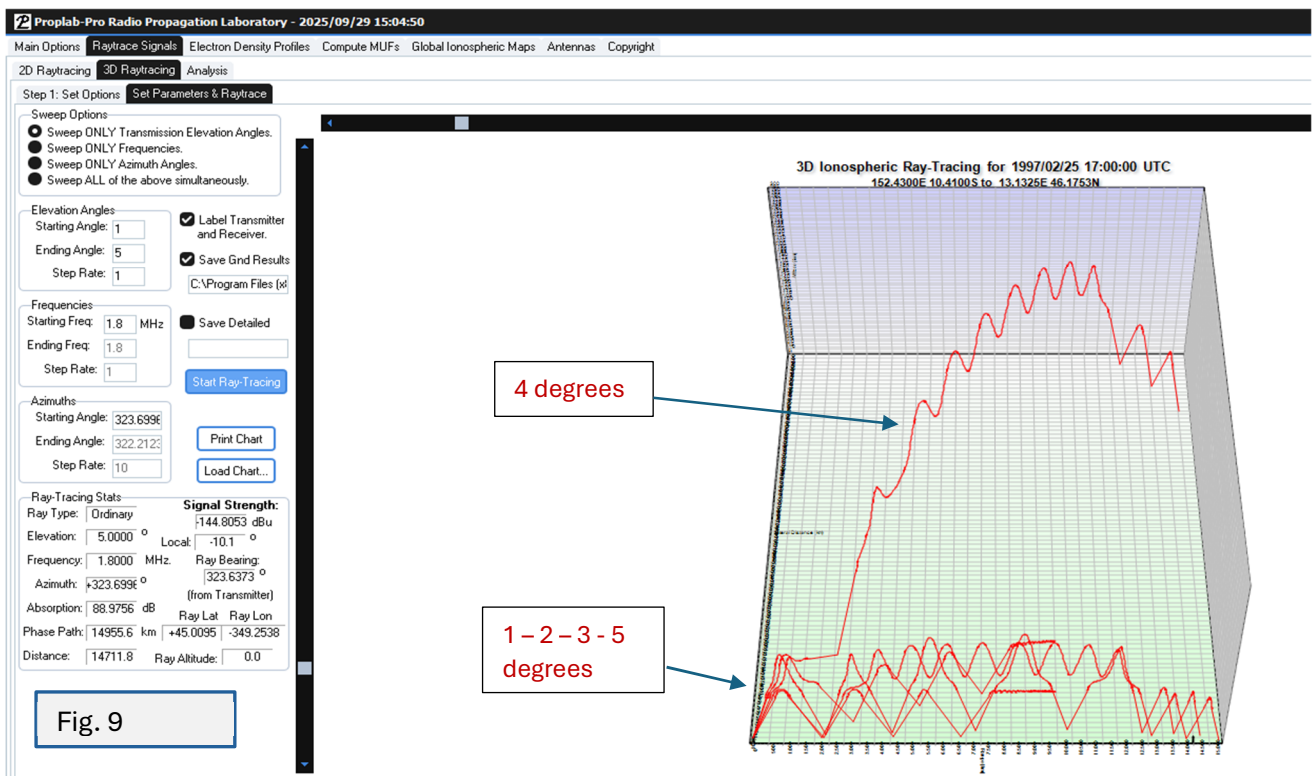 Proplab-Pro Radio Propagation Laboratory - 2025/09/29 15:04:50
Main Options Raytrace Signals Electron Density Profiles Compute MUFs Global Ionospheric Maps Antennas Copyright
2D Raytracing 3D Raytracing Analysis
Step 1: Set Options Set Parameters & Raytrace
Sweep Options
Sweep ONLY Transmission Elevation Angles.
Sweep ONLY Frequencies.
Sweep ONLY Azimuth Angles.
Sweep ALL of the above simultaneously.
Elevation Angles
Starting Angle: 1
Ending Angle: 5
Step Rate: 1
Label Transmitter
and Receiver.
Save Gnd Results
C:\Program Files (x
Frequencies
Starting Freq: 1.8 MHz
Ending Freq: 1.8
Step Rate: 1
Save Detailed
Start Ray-Tracing
Azimuths
Starting Angle: 323.699
Ending Angle: 322.212
Step Rate: 10
Print Chart
Load Chart...
Ray-Tracing Stats
Ray Type: Ordinary
Elevation: 5.0000 °
Frequency: 1.8000 MHz.
Azimuth: +323.699 °
Absorption: 88.9756 dB
Phase Path: 14955.6 km
Distance: 14711.8
Signal Strength:
-144.8053 dBu
Local: -10.1 °
Ray Bearing:
323.6373 °
(from Transmitter)
Ray Lat Ray Lon
+45.0095 -349.2538
Ray Altitude: 0.0
Fig. 9
3D Ionospheric Ray-Tracing for 1997/02/25 17:00:00 UTC
152.4300E 10.4100S to 13.1325E 46.1753N
4 degrees
1 – 2 – 3 - 5
degrees